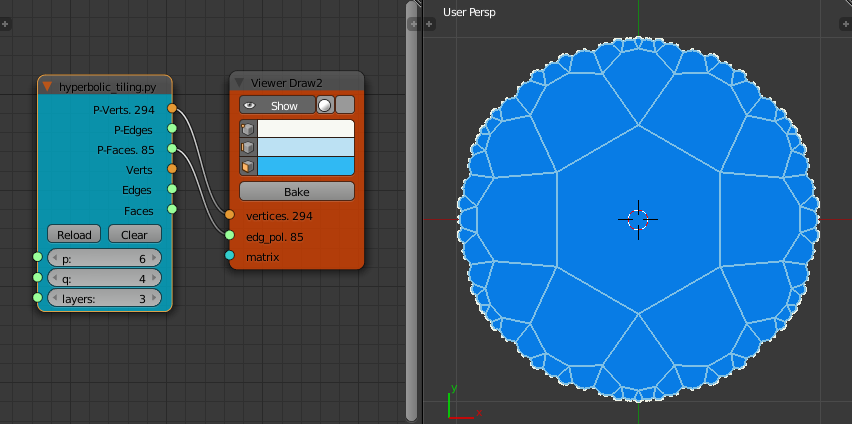 hyperbolic_tiling.py
P-Verts. 294
P-Edges
P-Faces. 85
Verts
Edges
Faces
Reload Clear
p: 6
q: 4
layers: 3
Viewer Draw2
Show
Bake
vertices. 294
edg_pol. 85
matrix
User Persp
y
x